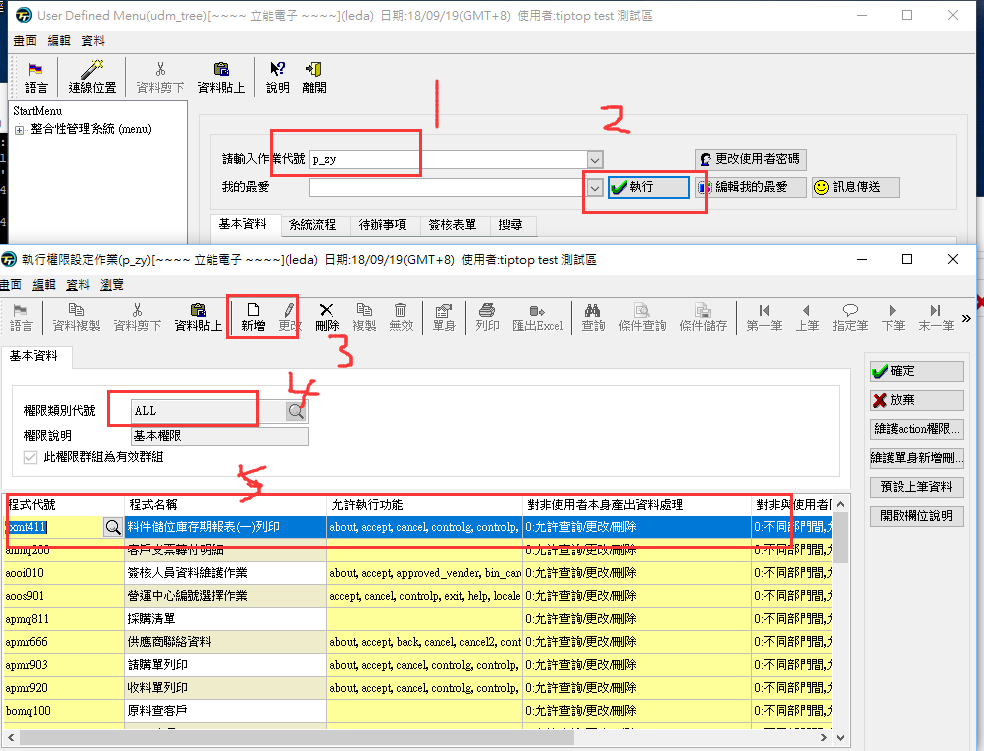 User Defined Menu(udm_tree)[~~~~ 立能電子 ~~~~](leda) 日期:18/09/19(GMT+8) 使用者:tiptop test 測試區
畫面 編輯 資料
語言 連線位置 資料剪下 資料貼上 說明 離開
StartMenu
整合性管理系統 (menu)
1
2
請輸入作業代號 p_zy
更改使用者密碼
我的最愛
執行 編輯我的最愛 訊息傳送
基本資料 系統流程 待辦事項 簽核表單 搜尋
執行權限設定作業(p_zy)[~~~~ 立能電子 ~~~~](leda) 日期:18/09/19(GMT+8) 使用者:tiptop test 測試區
畫面 編輯 資料 瀏覽
語言 資料複製 資料剪下 資料貼上 新增 更改 刪除 複製 無效 單身 列印 匯出Excel 查詢 條件查詢 條件儲存 第一筆 上筆 指定筆 下筆 末一筆 »
3
基本資料
4
權限類別代號 ALL
權限說明 基本權限
此權限群組為有效群組
5
確定
放棄
維護action權限...
維護單身新增刪...
預設上筆資料
開啟欄位說明
程式代號 程式名稱 允許執行功能 對非使用者本身產出資料處理
cxmt411 料件儲位庫存期報表(一)列印 about, accept, cancel, controlg, controlp, 0:允許查詢/更改/刪除 0:不同部門間,
客戶支票轉付明細 0:允許查詢/更改/刪除 0:不同部門間,
aooi010 簽核人員資料維護作業 about, accept, approved_vender, bin_car 0:允許查詢/更改/刪除 0:不同部門間,
aoos901 營運中心編號選擇作業 accept, cancel, controlp, exit, help, locale 0:允許查詢/更改/刪除 0:不同部門間,
apmq811 採購清單 0:允許查詢/更改/刪除 0:不同部門間,
apmr666 供應商聯絡資料 about, accept, back, cancel, cancel2, cont 0:允許查詢/更改/刪除 0:不同部門間,
apmr903 請購單列印 about, accept, cancel, controlg, controlp, 0:允許查詢/更改/刪除 0:不同部門間,
apmr920 收料單列印 about, accept, cancel, controlg, controlp, 0:允許查詢/更改/刪除 0:不同部門間,
bomq100 原料查客戶 0:允許查詢/更改/刪除 0:不同部門間,